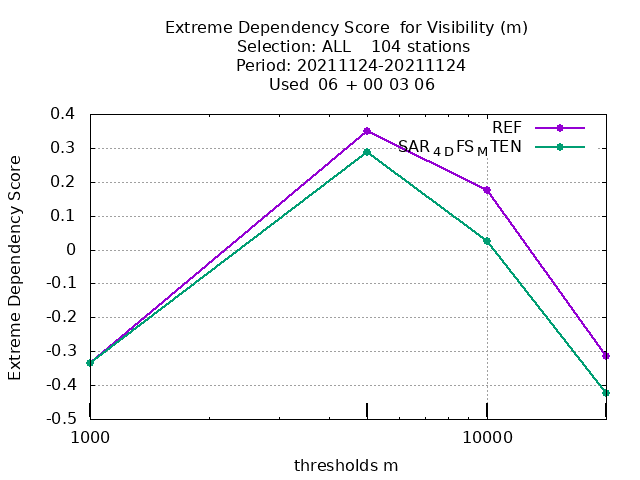 Extreme Dependency Score  for Visibility (m)
Selection: ALL    104 stations
Period: 20211124-20211124
Used  06 + 00 03 06
REF
SAR4DFSMTEN
0.4
0.3
0.2
0.1
0
-0.1
-0.2
-0.3
-0.4
-0.5
Extreme Dependency Score
1000
10000
thresholds m